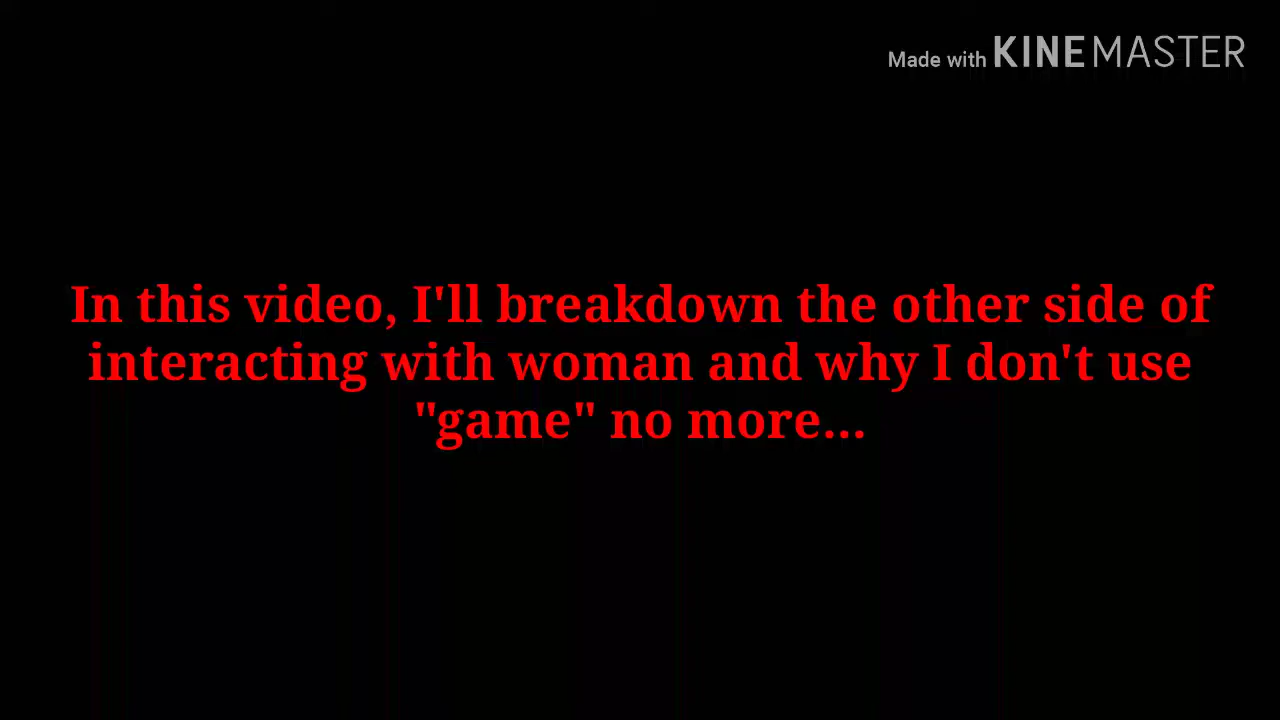 Made with KINEMASTER
In this video, I'll breakdown the other side of
interacting with woman and why I don't use
"game" no more...